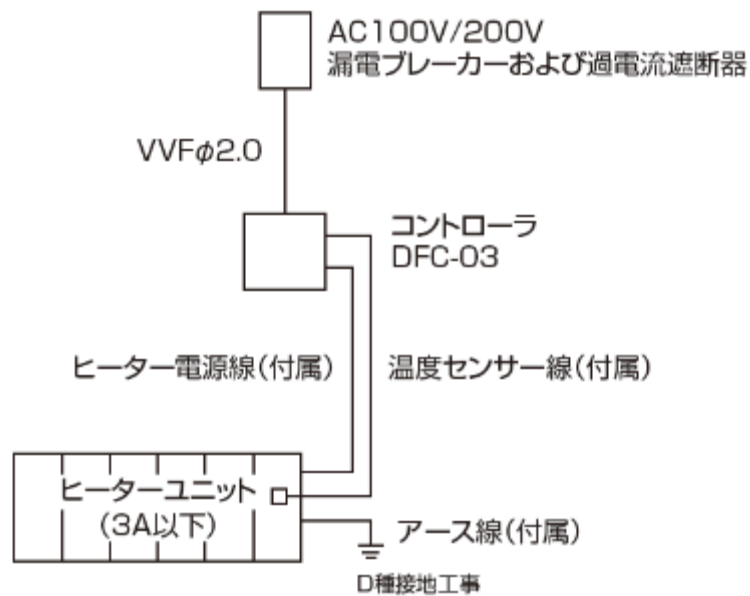 AC100V/200V
漏電ブレーカーおよび過電流遮断器
VVFφ2.0
コントローラ
DFC-03
ヒーター電源線(付属)
温度センサー線(付属)
ヒーターユニット
(3A以下)
アース線(付属)
D種接地工事